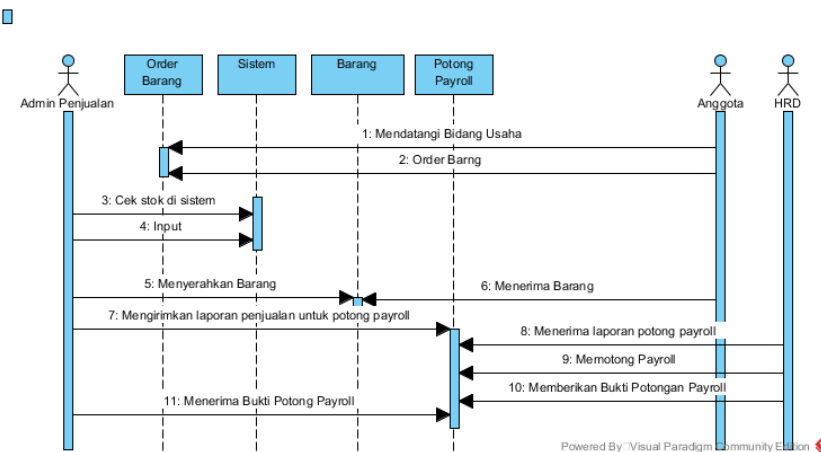 Order
Barang
Sistem
Barang
Potong
Payroll
Admin Penjualan
Anggota
HRD
1: Mendatangi Bidang Usaha
2: Order Barng
3: Cek stok di sistem
4: Input
5: Menyerahkan Barang
6: Menerima Barang
7: Mengirimkan laporan penjualan untuk potong payroll
8: Menerima laporan potong payroll
9: Memotong Payroll
10: Memberikan Bukti Potongan Payroll
11: Menerima Bukti Potong Payroll
Powered By Visual Paradigm Community Edition